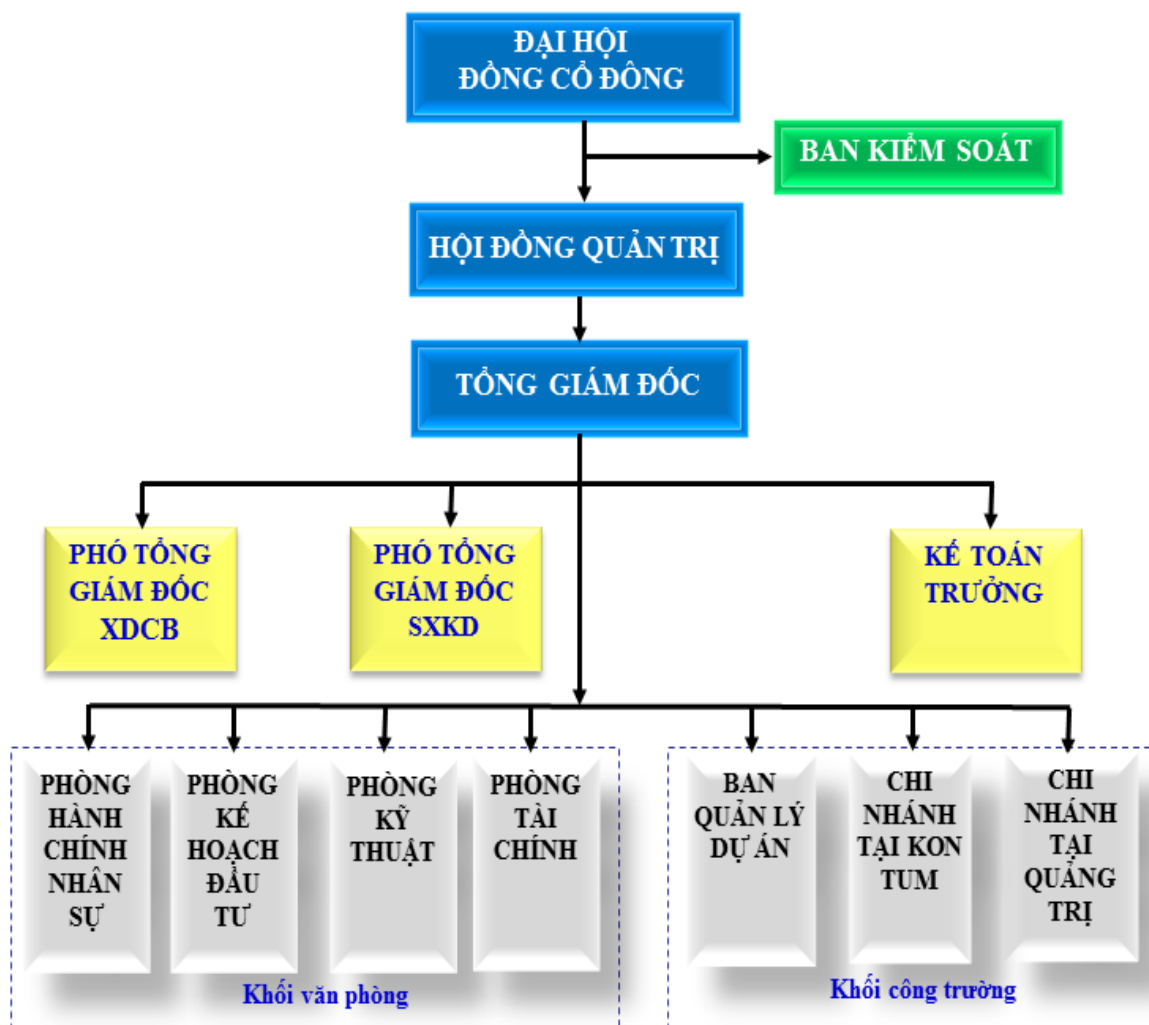 ĐẠI HỘI
ĐỒNG CỔ ĐÔNG
BAN KIỂM SOÁT
HỘI ĐỒNG QUẢN TRỊ
TỔNG GIÁM ĐỐC
PHÓ TỔNG
GIÁM ĐỐC
XDCB
PHÓ TỔNG
GIÁM ĐỐC
SXKD
KẾ TOÁN
TRƯỞNG
PHÒNG
HÀNH
CHÍNH
NHÂN
SỰ
PHÒNG
KẾ
HOẠCH
ĐẦU
TƯ
PHÒNG
KỸ
THUẬT
PHÒNG
TÀI
CHÍNH
BAN
QUẢN LÝ
DỰ ÁN
CHI
NHÁNH
TẠI KON
TUM
CHI
NHÁNH
TẠI
QUẢNG
TRỊ
Khối văn phòng
Khối công trường